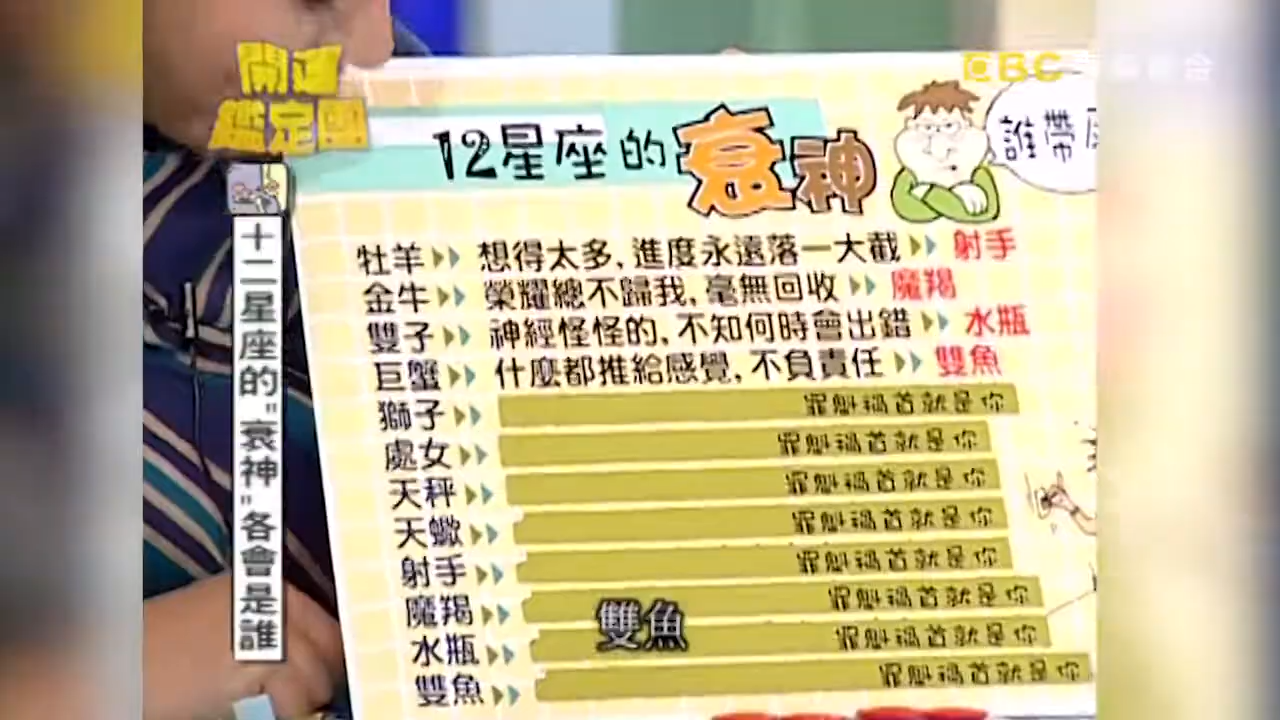 開運
鑑定團
EBC
12星座的衰神
誰帶
十二星座的"衰神"各會是誰
牡羊 想得太多,進度永遠落一大截 射手
金牛 榮耀總不歸我,毫無回收 魔羯
雙子 神經怪怪的,不知何時會出錯 水瓶
巨蟹 什麼都推給感覺,不負責任 雙魚
獅子 罪魁禍首就是你
處女 罪魁禍首就是你
天秤 罪魁禍首就是你
天蠍 罪魁禍首就是你
射手 罪魁禍首就是你
魔羯 罪魁禍首就是你
水瓶 罪魁禍首就是你
雙魚 罪魁禍首就是你
雙魚